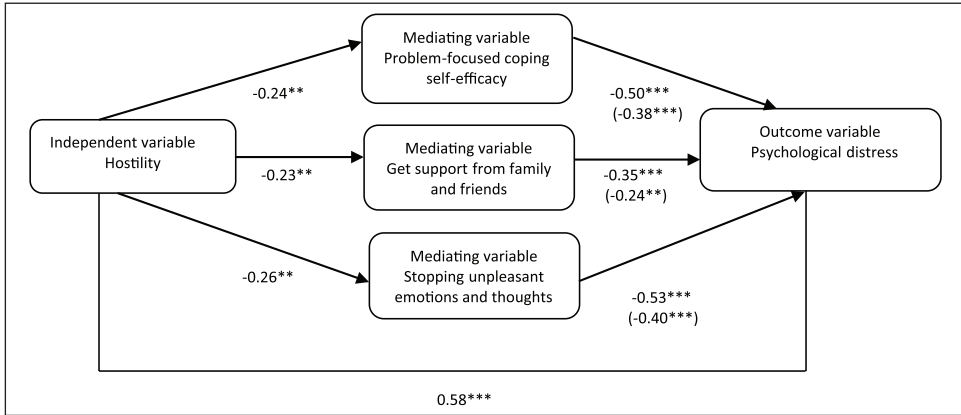 Mediating variable
Problem-focused coping
self-efficacy
-0.24**
-0.50***
(-0.38***)
Independent variable
Hostility
Mediating variable
Get support from family
and friends
Outcome variable
Psychological distress
-0.23**
-0.35***
(-0.24**)
Mediating variable
Stopping unpleasant
emotions and thoughts
-0.26**
-0.53***
(-0.40***)
0.58***